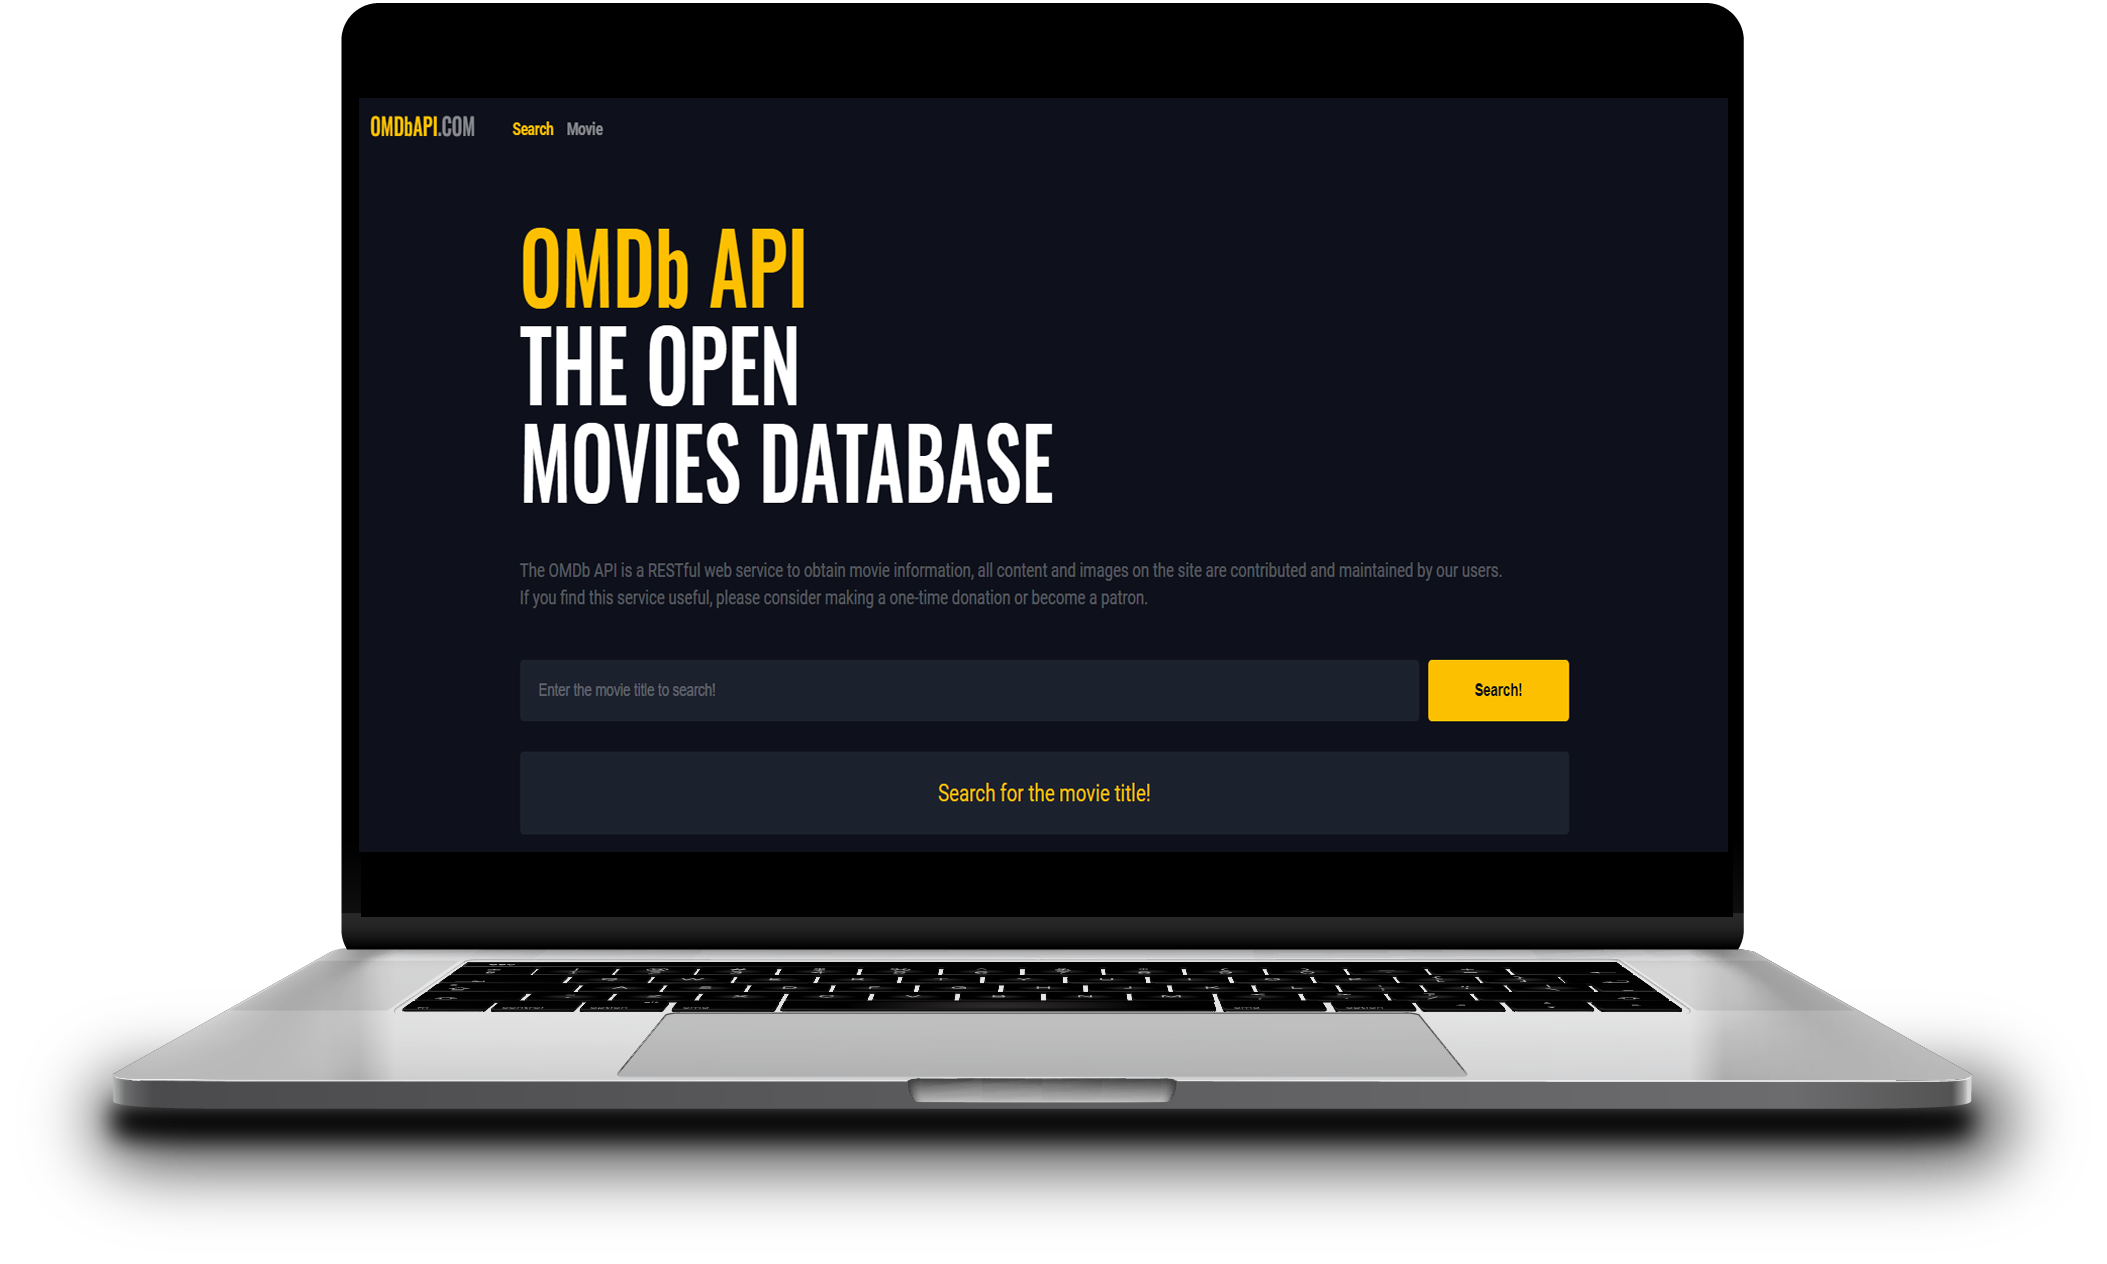 OMDbAPI.COM
Search Movie
OMDb API
THE OPEN
MOVIES DATABASE
The OMDb API is a RESTful web service to obtain movie information, all content and images on the site are contributed and maintained by our users.
If you find this service useful, please consider making a one-time donation or become a patron.
Enter the movie title to search!
Search!
Search for the movie title!